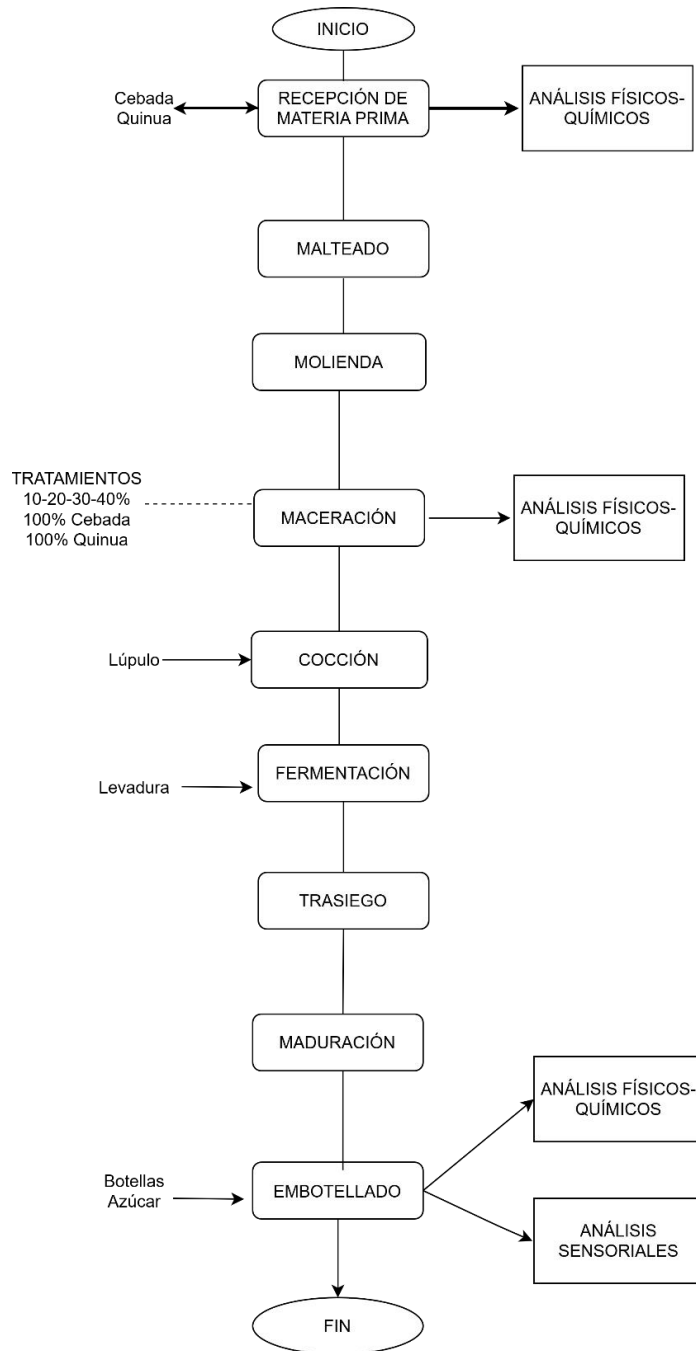 INICIO
Cebada
Quinua
RECEPCIÓN DE
MATERIA PRIMA
ANÁLISIS FÍSICOS-
QUÍMICOS
MALTEADO
MOLIENDA
TRATAMIENTOS
10-20-30-40%
100% Cebada
100% Quinua
MACERACIÓN
ANÁLISIS FÍSICOS-
QUÍMICOS
Lúpulo
COCCIÓN
Levadura
FERMENTACIÓN
TRASIEGO
MADURACIÓN
ANÁLISIS FÍSICOS-
QUÍMICOS
Botellas
Azúcar
EMBOTELLADO
ANÁLISIS
SENSORIALES
FIN